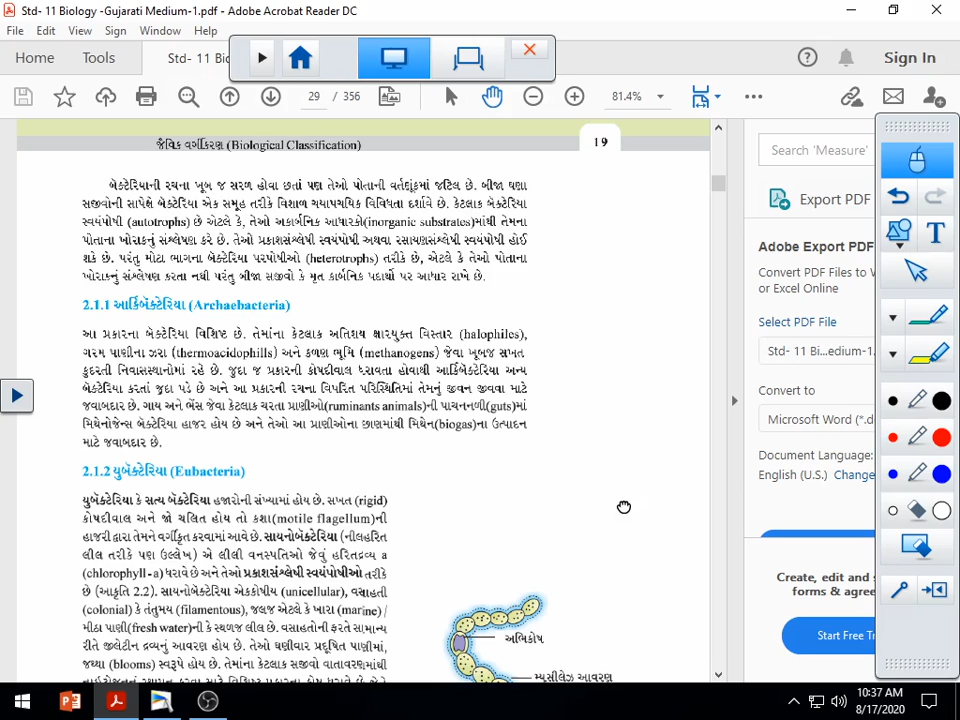 Std- 11 Biology -Gujarati Medium-1.pdf - Adobe Acrobat Reader DC
File Edit View Window Help
Home Tools Std- 11 Bio Sign In
29 / 356 81.4%
જૈવિક વર્ગીકરણ (Biological Classification) 19
બેક્ટેરિયાની રચના ખૂબ જ સરળ હોવા છતાં પણ તેઓ પોતાની વર્તણૂંકમાં જટિલ છે. બીજા ઘણા
સજીવોની સાપેક્ષે બેક્ટેરિયા એક સમૂહ તરીકે વિશાળ ચયાપચયિક વિવિધતા દર્શાવે છે. કેટલાક બેક્ટેરિયા
સ્વયંપોષી (autotrophs) છે એટલે કે, તેઓ અકાર્બનિક આધારકો(inorganic substrates)માંથી તેમના
પોતાના ખોરાકનું સંશ્લેષણ કરે છે. તેઓ પ્રકાશસંશ્લેષી સ્વયંપોષી અથવા રસાયણસંશ્લેષી સ્વયંપોષી હોઈ
શકે છે. પરંતુ મોટા ભાગના બેક્ટેરિયા પરપોષીઓ (heterotrophs) તરીકે છે, એટલે કે તેઓ પોતાના
ખોરાકનું સંશ્લેષણ કરતા નથી પરંતુ બીજા સજીવો કે મૃત કાર્બનિક પદાર્થો પર આધાર રાખે છે.
2.1.1 આર્કિબૅક્ટેરિયા (Archaebacteria)
આ પ્રકારના બેક્ટેરિયા વિશિષ્ટ છે. તેમાંના કેટલાક અતિશય ક્ષારયુક્ત વિસ્તાર (halophiles),
ગરમ પાણીના ઝરા (thermoacidophills) અને કળણ ભૂમિ (methanogens) જેવા ખૂબજ સખત
કુદરતી નિવાસસ્થાનોમાં રહે છે. જુદા જ પ્રકારની કોષદીવાલ ધરાવતા હોવાથી આર્કિબેક્ટેરિયા અન્ય
બેક્ટેરિયા કરતાં જુદા પડે છે અને આ પ્રકારની રચના વિપરિત પરિસ્થિતિમાં તેમનું જીવન જીવવા માટે
જવાબદાર છે. ગાય અને ભેંસ જેવા કેટલાક ચરતા પ્રાણીઓ(ruminants animals)ની પાચનનળી(guts)માં
મિથેનોજેન્સ બેક્ટેરિયા હાજર હોય છે અને તેઓ આ પ્રાણીઓના છાણમાંથી મિથેન(biogas)ના ઉત્પાદન
માટે જવાબદાર છે.
2.1.2 યુબૅક્ટેરિયા (Eubacteria)
યુબૅક્ટેરિયા કે સત્ય બૅક્ટેરિયા હજારોની સંખ્યામાં હોય છે. સખત (rigid)
કોષદીવાલ અને જો ચલિત હોય તો કશા(motile flagellum)ની
હાજરી દ્વારા તેમને વર્ગીકૃત કરવામાં આવે છે. સાયનોબૅક્ટેરિયા (નીલહરિત
લીલ તરીકે પણ ઉલ્લેખ) એ લીલી વનસ્પતિઓ જેવું હરિતદ્રવ્ય a
(chlorophyll-a) ધરાવે છે અને તેઓ પ્રકાશસંશ્લેષી સ્વયંપોષીઓ તરીકે
છે (આકૃતિ 2.2). સાયનોબૅક્ટેરિયા એકકોષીય (unicellular), વસાહતી
(colonial) કે તંતુમય (filamentous), જલજ એટલે કે ખારા (marine) /
મીઠા પાણી(fresh water)ની કે સ્થળજ લીલ છે. વસાહતોની ફરતે સામાન્ય
રીતે જીલેટીન દ્રવ્યનું આવરણ હોય છે. તેઓ ઘણીવાર પ્રદૂષિત પાણીમાં,
જથ્થા (blooms) સ્વરૂપે હોય છે. તેમાંના કેટલાક સજીવો વાતાવરણમાંથી
અભિકોષ
મ્યુસીલેઝ આવરણ
Search 'Measure'
Export PDF
Adobe Export PDF
Convert PDF Files to W
or Excel Online
Select PDF File
Std- 11 Bi...edium-1.
Convert to
Microsoft Word (*.d
Document Language:
English (U.S.) Change
Create, edit and s
forms & agree
Start Free Tr
T
10:37 AM
8/17/2020